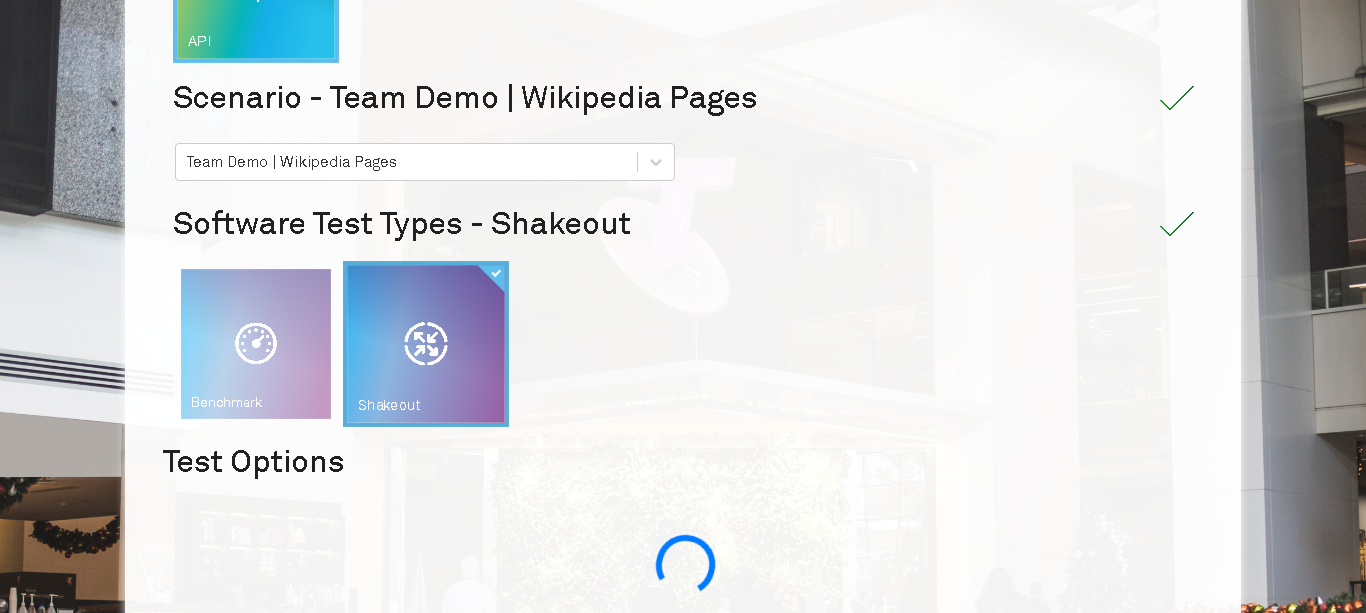 API
Scenario - Team Demo | Wikipedia Pages
Team Demo | Wikipedia Pages
Software Test Types - Shakeout
Benchmark
Shakeout
Test Options